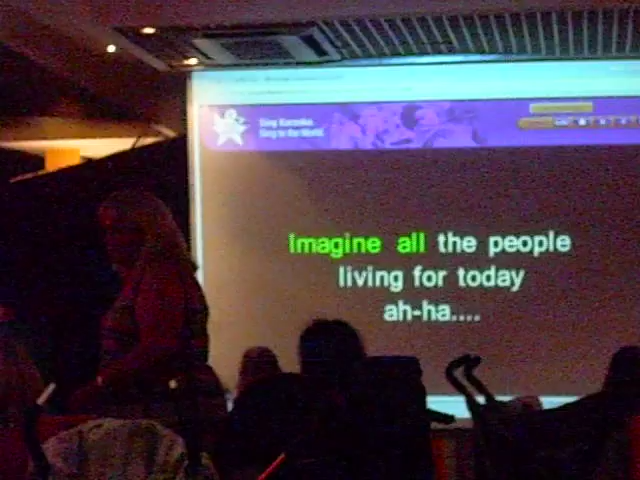 Sing Karaoke
Sing to the World
Imagine all the people
living for today
ah-ha....